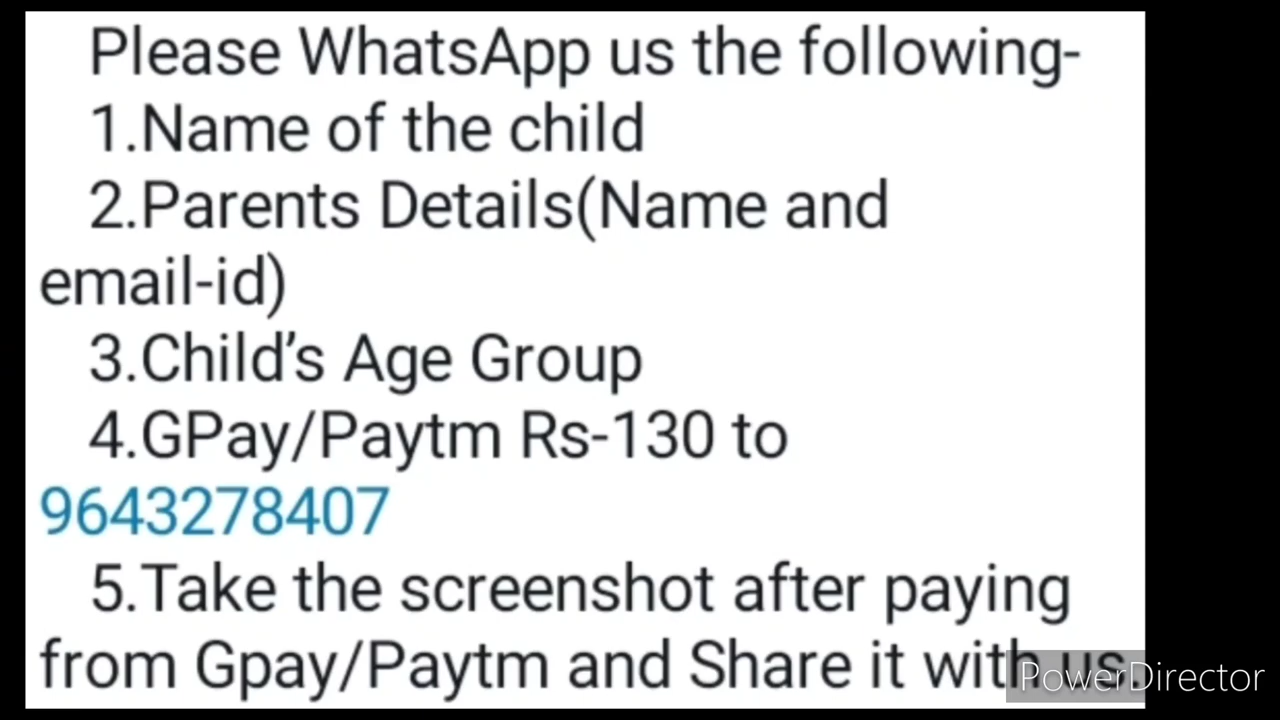 Please WhatsApp us the following-
1.Name of the child
2.Parents Details(Name and
email-id)
3.Child’s Age Group
4.GPay/Paytm Rs-130 to
9643278407
5.Take the screenshot after paying
from Gpay/Paytm and Share it with us.
PowerDirector